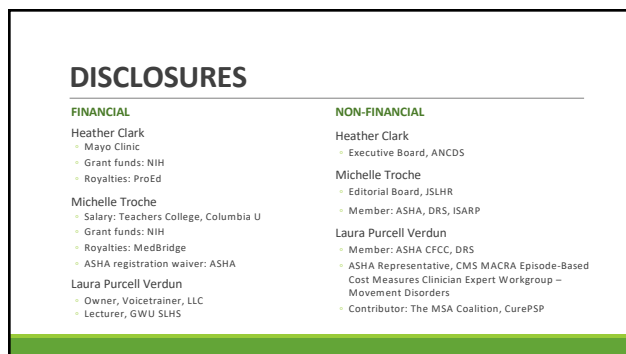 DISCLOSURES
FINANCIAL
Heather Clark
◦ Mayo Clinic
◦ Grant funds: NIH
◦ Royalties: ProEd
Michelle Troche
◦ Salary: Teachers College, Columbia U
◦ Grant funds: NIH
◦ Royalties: MedBridge
◦ ASHA registration waiver: ASHA
Laura Purcell Verdun
◦ Owner, Voicetrainer, LLC
◦ Lecturer, GWU SLHS
NON-FINANCIAL
Heather Clark
◦ Executive Board, ANCDS
Michelle Troche
◦ Editorial Board, JSLHR
◦ Member: ASHA, DRS, ISARP
Laura Purcell Verdun
◦ Member: ASHA CFCC, DRS
◦ ASHA Representative, CMS MACRA Episode-Based
Cost Measures Clinician Expert Workgroup –
Movement Disorders
◦ Contributor: The MSA Coalition, CurePSP